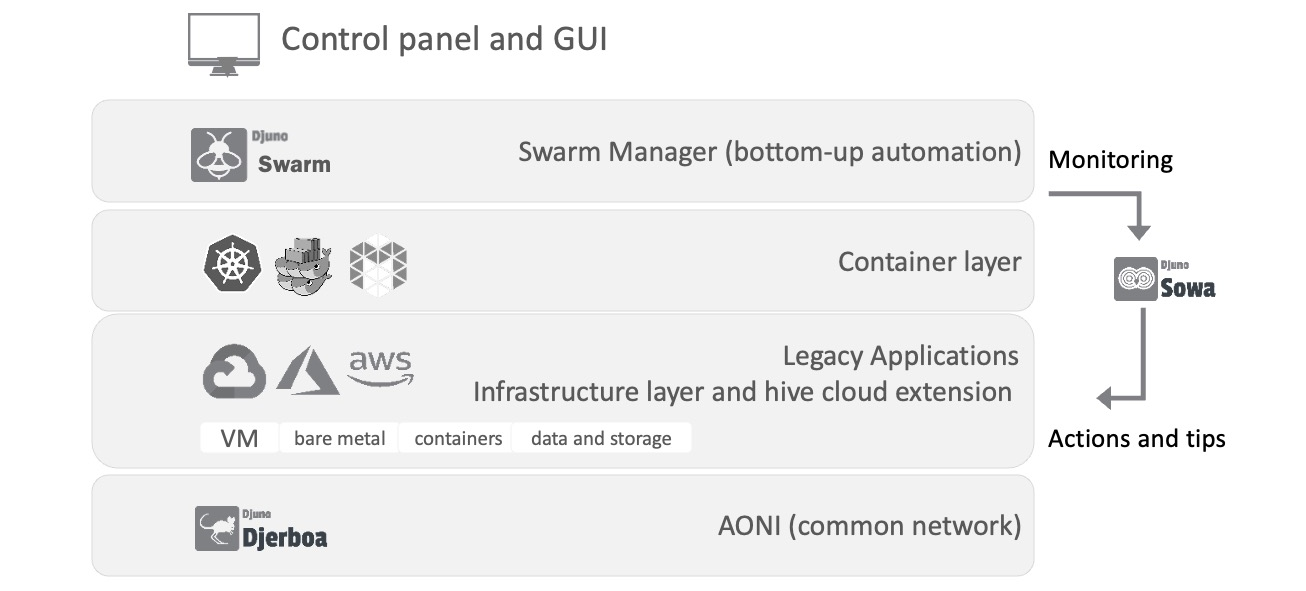 Control panel and GUI
Djuno
Swarm
Swarm Manager (bottom-up automation)
Monitoring
Container layer
Djuno
Sowa
aws
Legacy Applications
Infrastructure layer and hive cloud extension
VM
bare metal
containers
data and storage
Actions and tips
Djuno
Djerboa
AONI (common network)